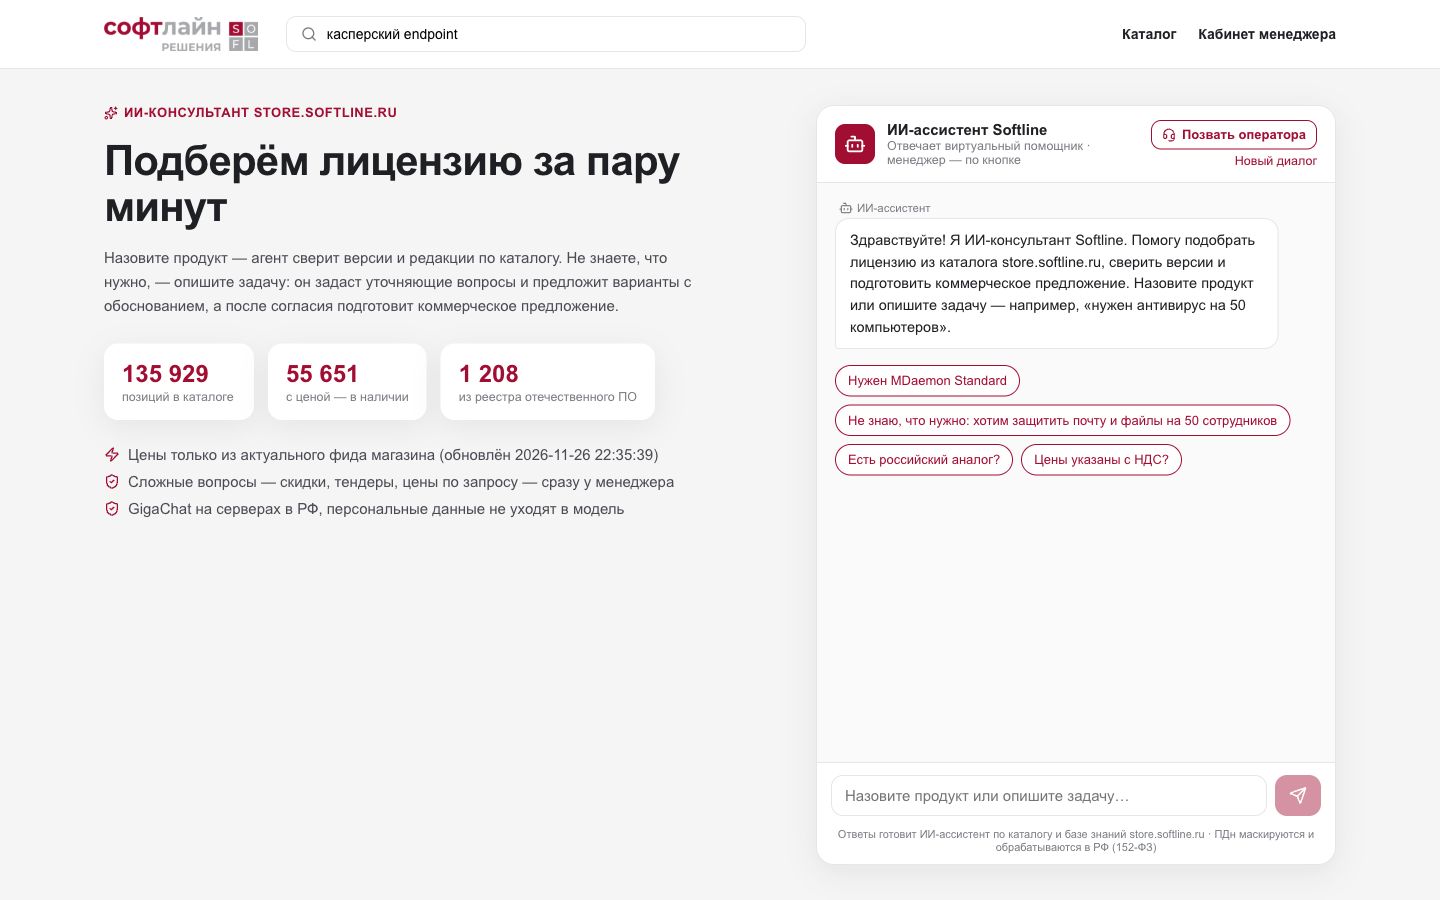 софтлайн
РЕШЕНИЯ
S O
F L
касперский endpoint
Каталог
Кабинет менеджера
ИИ-КОНСУЛЬТАНТ STORE.SOFTLINE.RU
Подберём лицензию за пару
минут
Назовите продукт — агент сверит версии и редакции по каталогу. Не знаете, что
нужно, — опишите задачу: он задаст уточняющие вопросы и предложит варианты с
обоснованием, а после согласия подготовит коммерческое предложение.
135 929
позиций в каталоге
55 651
с ценой — в наличии
1 208
из реестра отечественного ПО
Цены только из актуального фида магазина (обновлён 2026-11-26 22:35:39)
Сложные вопросы — скидки, тендеры, цены по запросу — сразу у менеджера
GigaChat на серверах в РФ, персональные данные не уходят в модель
ИИ-ассистент Softline
Отвечает виртуальный помощник ·
менеджер — по кнопке
Позвать оператора
Новый диалог
ИИ-ассистент
Здравствуйте! Я ИИ-консультант Softline. Помогу подобрать
лицензию из каталога store.softline.ru, сверить версии и
подготовить коммерческое предложение. Назовите продукт
или опишите задачу — например, «нужен антивирус на 50
компьютеров».
Нужен MDaemon Standard
Не знаю, что нужно: хотим защитить почту и файлы на 50 сотрудников
Есть российский аналог?
Цены указаны с НДС?
Назовите продукт или опишите задачу…
Ответы готовит ИИ-ассистент по каталогу и базе знаний store.softline.ru · ПДн маскируются и
обрабатываются в РФ (152-ФЗ)